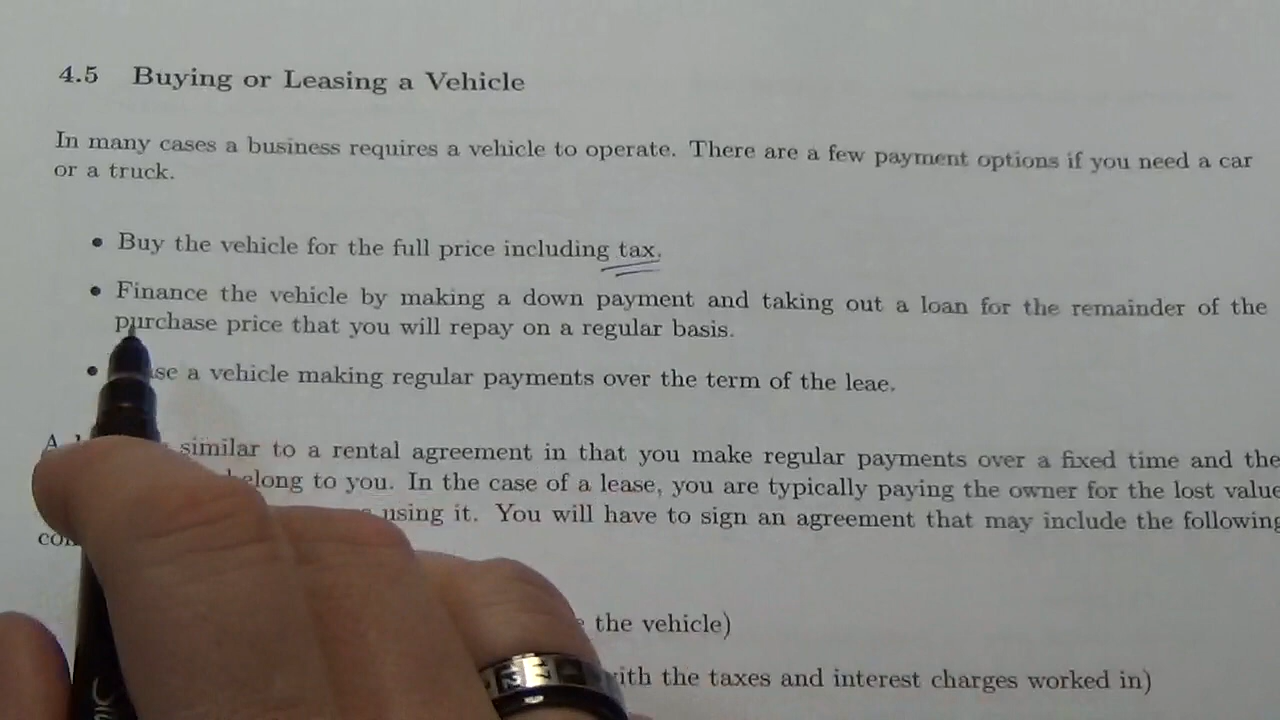 4.5 Buying or Leasing a Vehicle
In many cases a business requires a vehicle to operate. There are a few payment options if you need a car
or a truck.
• Buy the vehicle for the full price including tax.
• Finance the vehicle by making a down payment and taking out a loan for the remainder of the
purchase price that you will repay on a regular basis.
• a vehicle making regular payments over the term of the leae.
A similar to a rental agreement in that you make regular payments over a fixed time and the
to you. In the case of a lease, you are typically paying the owner for the lost value
using it. You will have to sign an agreement that may include the following
the vehicle)
the taxes and interest charges worked in)